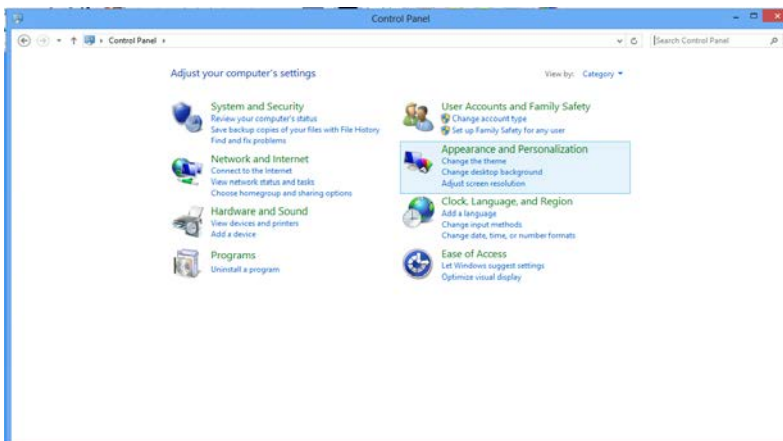 Control Panel
Control Panel
Search Control Panel
Adjust your computer's settings
View by: Category
System and Security
Review your computer's status
Save backup copies of your files with File History
Find and fix problems
Network and Internet
Connect to the Internet
View network status and tasks
Choose homegroup and sharing options
Hardware and Sound
View devices and printers
Add a device
Programs
Uninstall a program
User Accounts and Family Safety
Change account type
Set up Family Safety for any user
Appearance and Personalization
Change the theme
Change desktop background
Adjust screen resolution
Clock, Language, and Region
Add a language
Change input methods
Change date, time, or number formats
Ease of Access
Let Windows suggest settings
Optimize visual display